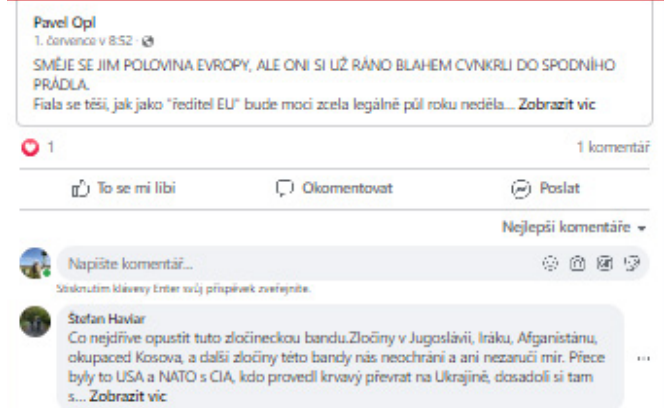 Pavel Opl
1. července v 8:52 ·
SMĚJE SE JIM POLOVINA EVROPY, ALE ONI SI UŽ RÁNO BLAHEM CVNKRLI DO SPODNÍHO
PRÁDLA.
Fiala se těší, jak jako "ředitel EU" bude moci zcela legálně půl roku neděla... Zobrazit víc
1
1 komentář
To se mi líbí
Okomentovat
Poslat
Nejlepší komentáře
Napište komentář...
Stisknutím klávesy Enter svůj příspěvek zveřejníte.
Štefan Haviar
Co nejdříve opustit tuto zločineckou bandu.Zločiny v Jugoslávii, Iráku, Afganistánu,
okupaced Kosova, a další zločiny této bandy nás neochrání a ani nezaručí mír. Přece
byly to USA a NATO s CIA, kdo provedl krvavý převrat na Ukrajině, dosadoli si tam
s... Zobrazit víc